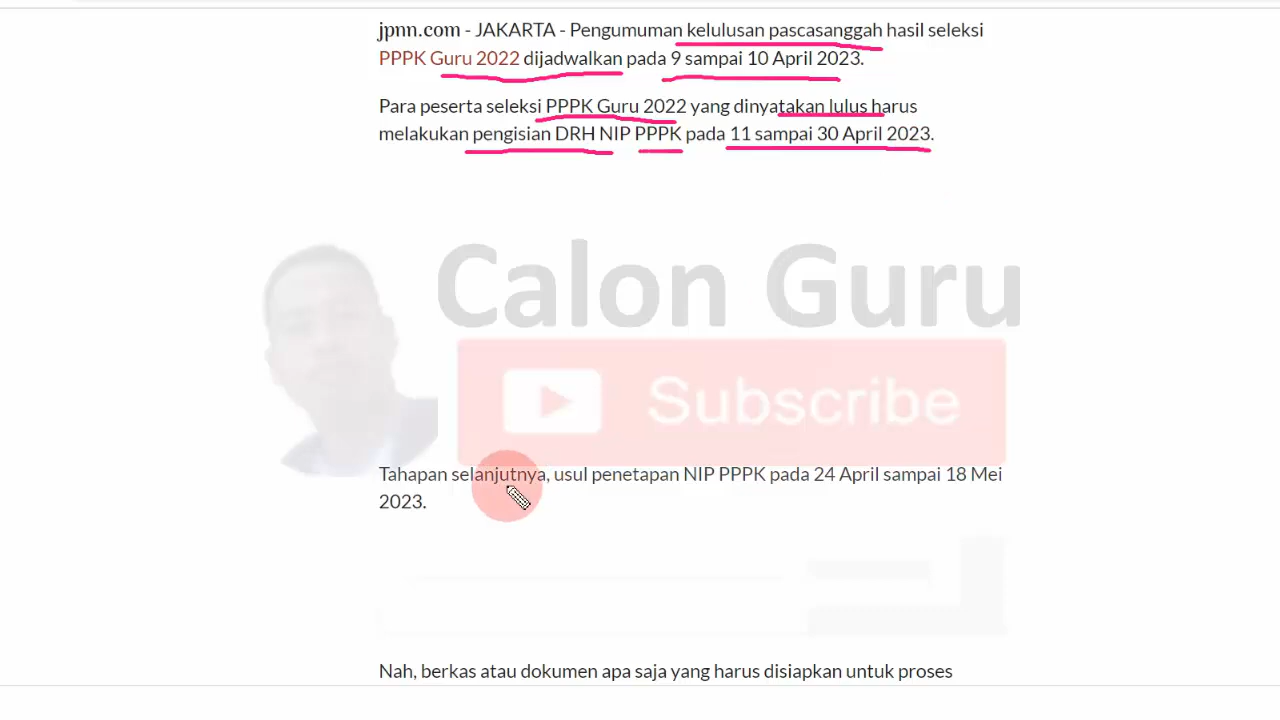 jpnn.com - JAKARTA - Pengumuman kelulusan pascasanggah hasil seleksi
PPPK Guru 2022 dijadwalkan pada 9 sampai 10 April 2023.
Para peserta seleksi PPPK Guru 2022 yang dinyatakan lulus harus
melakukan pengisian DRH NIP PPPK pada 11 sampai 30 April 2023.
Calon Guru
Subscribe
Tahapan selanjutnya, usul penetapan NIP PPPK pada 24 April sampai 18 Mei
2023.
Nah, berkas atau dokumen apa saja yang harus disiapkan untuk proses